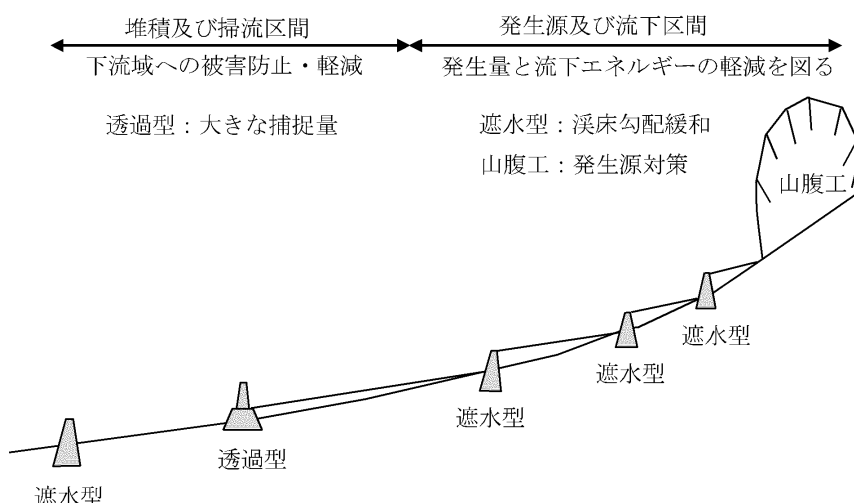 堆積及び掃流区間
発生源及び流下区間
下流域への被害防止・軽減
発生量と流下エネルギーの軽減を図る
透過型：大きな捕捉量
遮水型：渓床勾配緩和
山腹工：発生源対策
山腹工
遮水型
遮水型
遮水型
透過型
遮水型